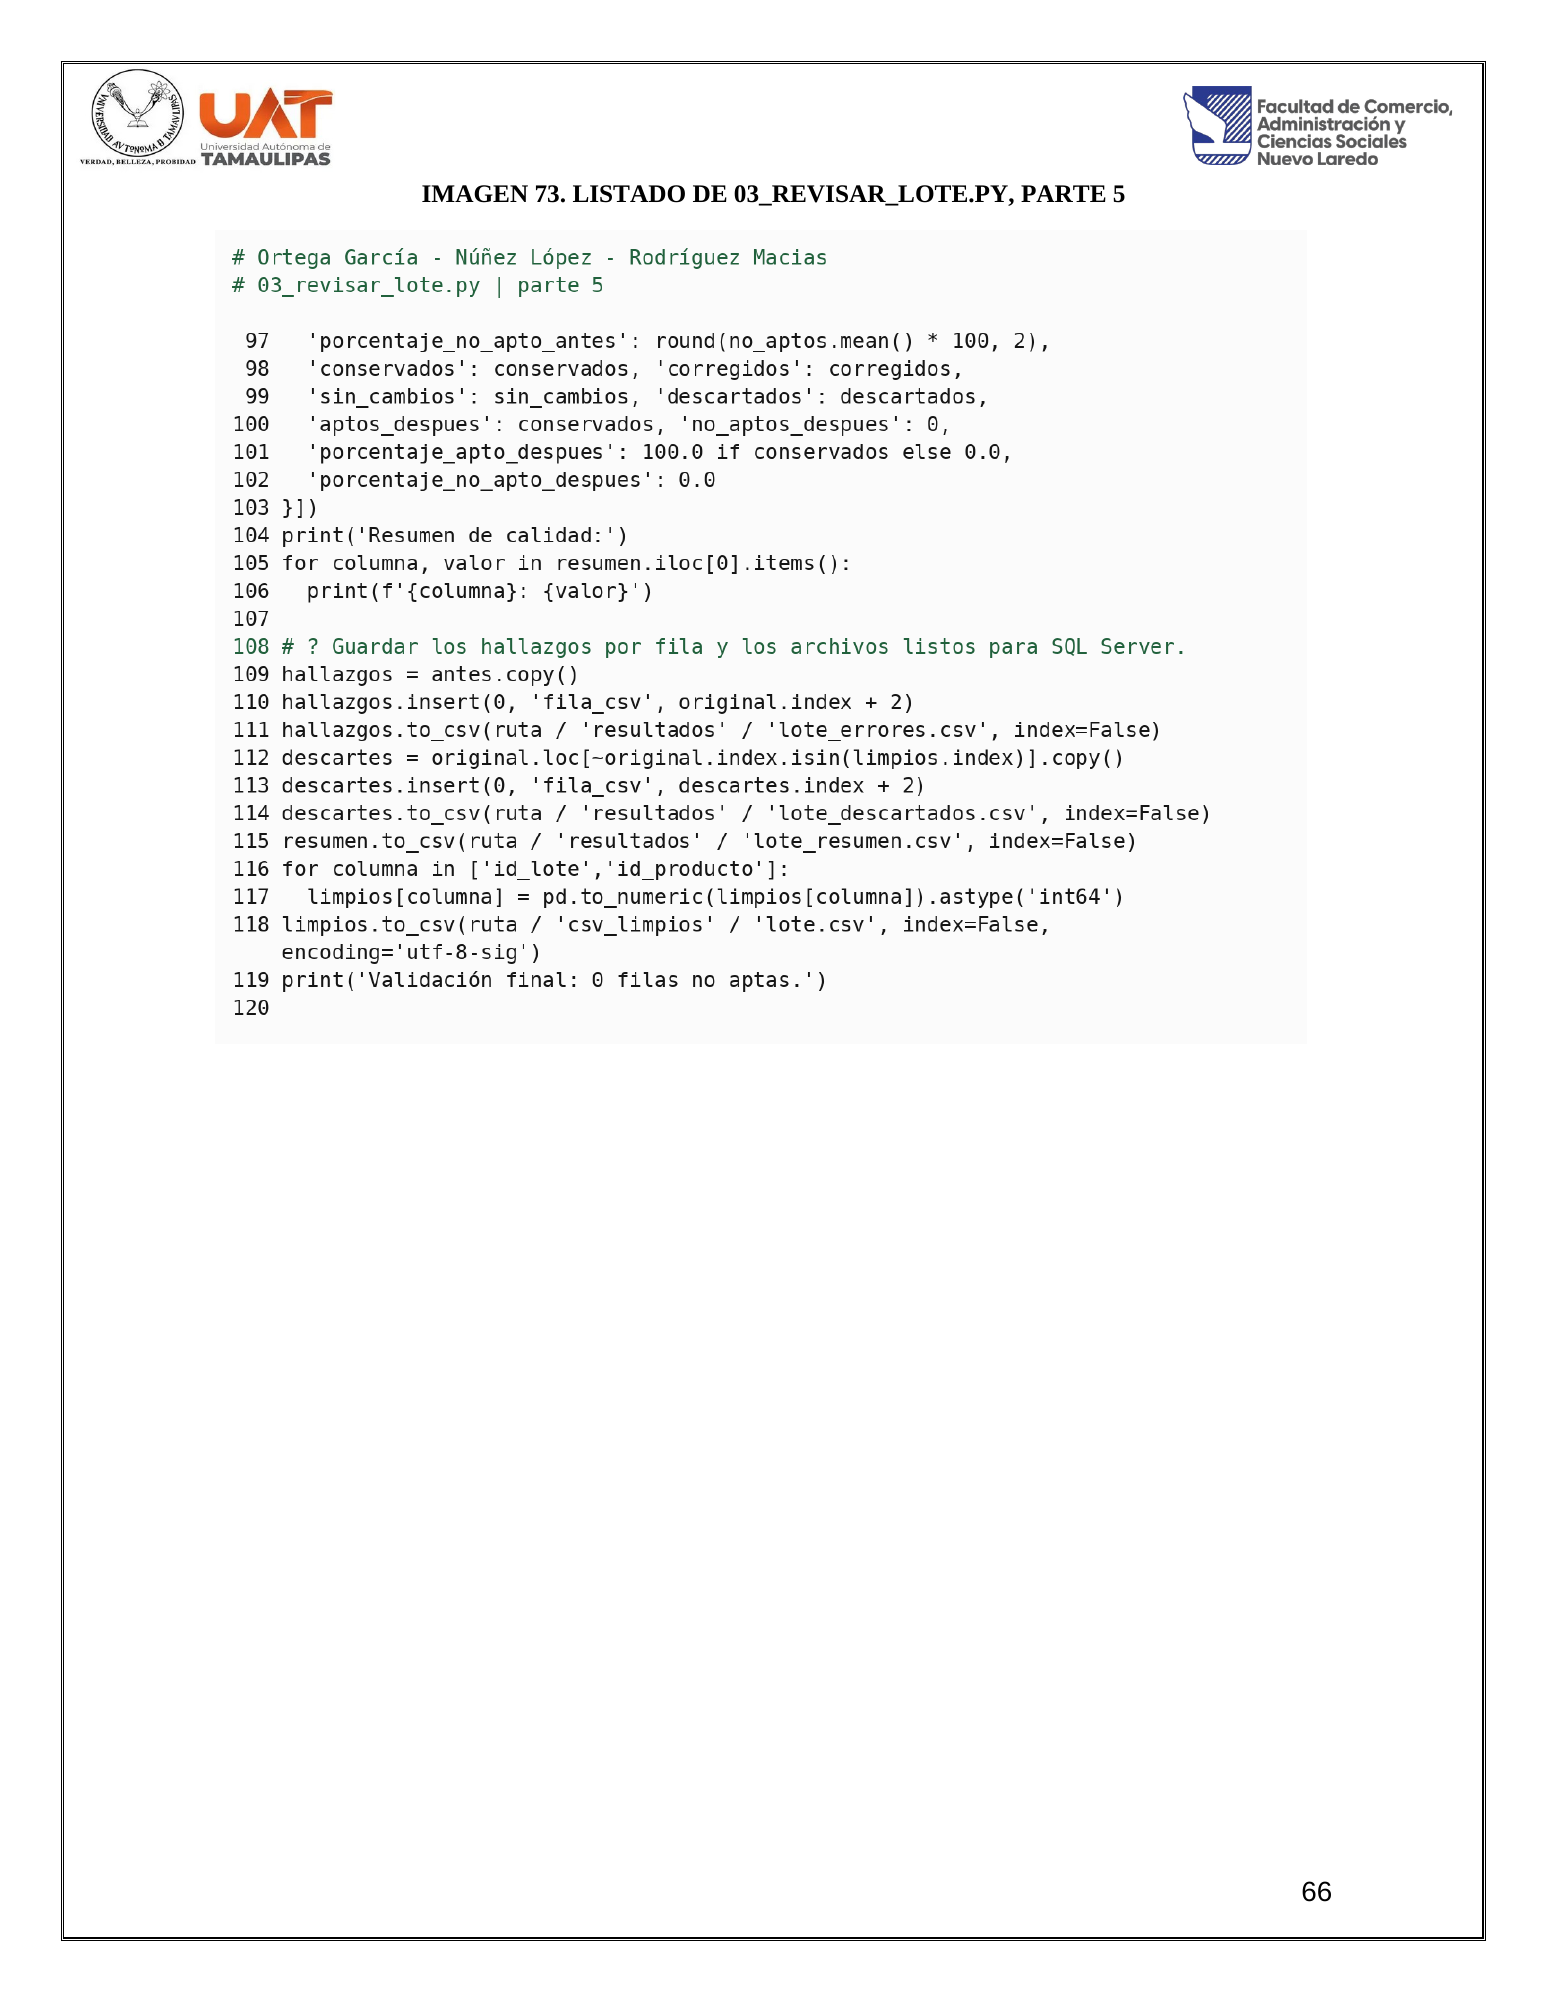 UNIVERSIDAD AVTONOMA D TAMAVLIPAS
VERDAD, BELLEZA, PROBIDAD
UAT
Universidad Autónoma de
TAMAULIPAS
Facultad de Comercio,
Administración y
Ciencias Sociales
Nuevo Laredo
IMAGEN 73. LISTADO DE 03_REVISAR_LOTE.PY, PARTE 5
# Ortega García - Núñez López - Rodríguez Macias
# 03_revisar_lote.py | parte 5
97   'porcentaje_no_apto_antes': round(no_aptos.mean() * 100, 2),
98   'conservados': conservados, 'corregidos': corregidos,
99   'sin_cambios': sin_cambios, 'descartados': descartados,
100   'aptos_despues': conservados, 'no_aptos_despues': 0,
101   'porcentaje_apto_despues': 100.0 if conservados else 0.0,
102   'porcentaje_no_apto_despues': 0.0
103 }])
104 print('Resumen de calidad:')
105 for columna, valor in resumen.iloc[0].items():
106   print(f'{columna}: {valor}')
107
108 # ? Guardar los hallazgos por fila y los archivos listos para SQL Server.
109 hallazgos = antes.copy()
110 hallazgos.insert(0, 'fila_csv', original.index + 2)
111 hallazgos.to_csv(ruta / 'resultados' / 'lote_errores.csv', index=False)
112 descartes = original.loc[~original.index.isin(limpios.index)].copy()
113 descartes.insert(0, 'fila_csv', descartes.index + 2)
114 descartes.to_csv(ruta / 'resultados' / 'lote_descartados.csv', index=False)
115 resumen.to_csv(ruta / 'resultados' / 'lote_resumen.csv', index=False)
116 for columna in ['id_lote','id_producto']:
117   limpios[columna] = pd.to_numeric(limpios[columna]).astype('int64')
118 limpios.to_csv(ruta / 'csv_limpios' / 'lote.csv', index=False,
encoding='utf-8-sig')
119 print('Validación final: 0 filas no aptas.')
120
66